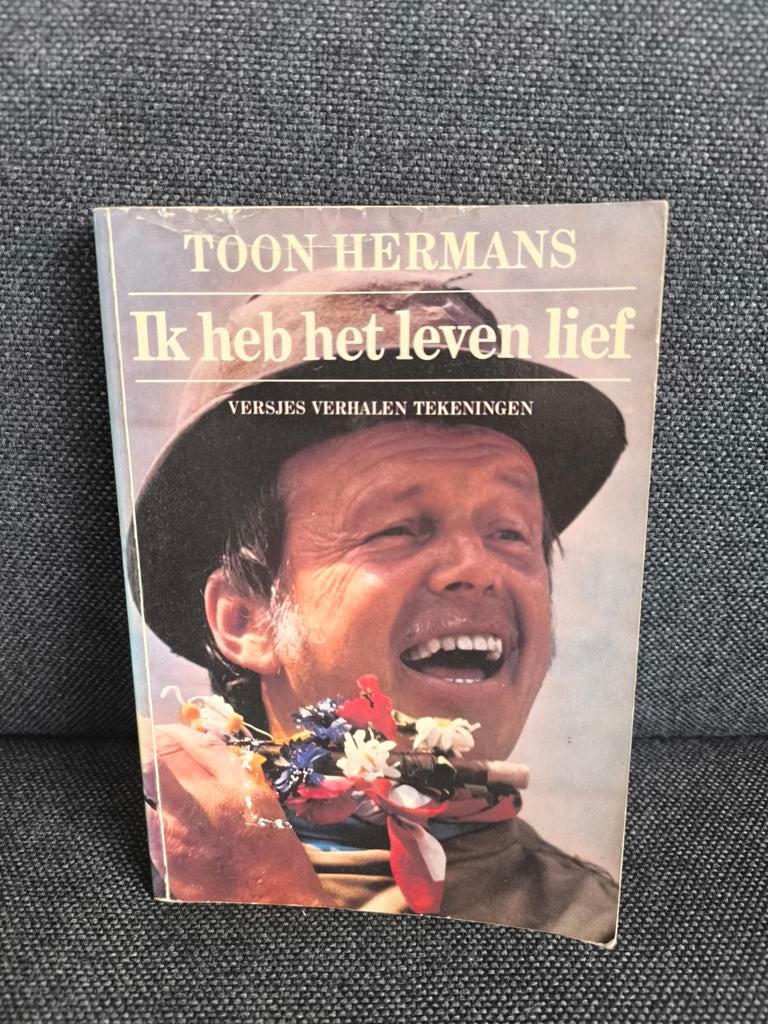 TOON HERMANS
Ik heb het leven lief
VERSJES VERHALEN TEKENINGEN